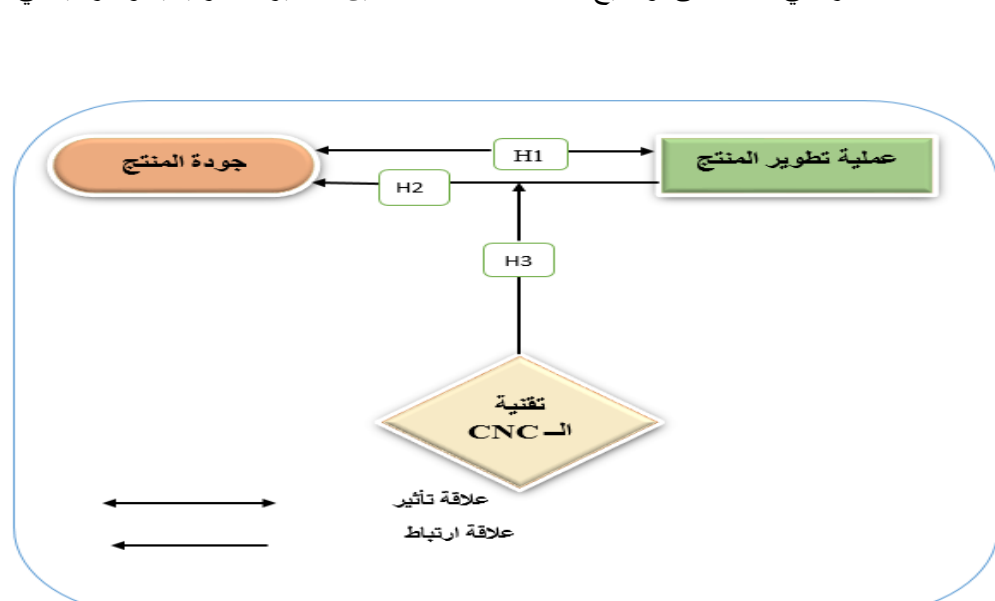 عملية تطوير المنتج
H1
جودة المنتج
H2
H3
تقنية
الــ CNC
علاقة تأثير
علاقة ارتباط